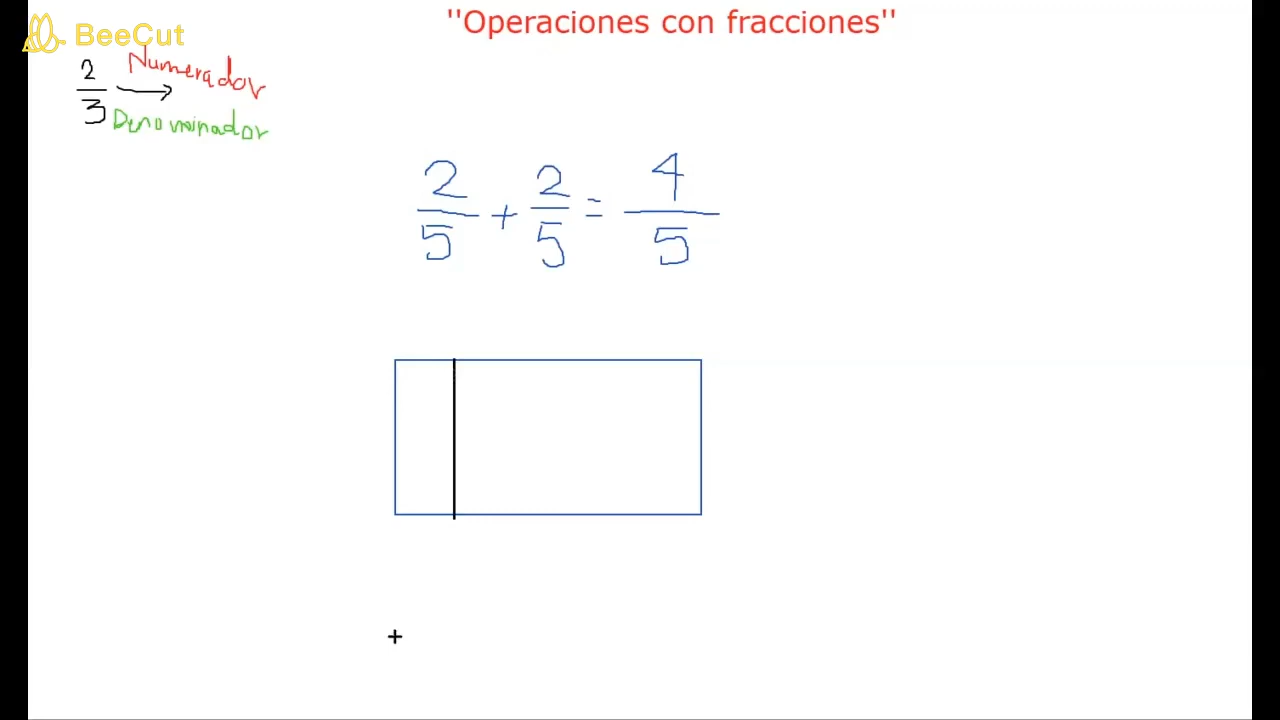 "Operaciones con fracciones"
BeeCut
2/3 → Numerador
Denominador
2/5 + 2/5 = 4/5